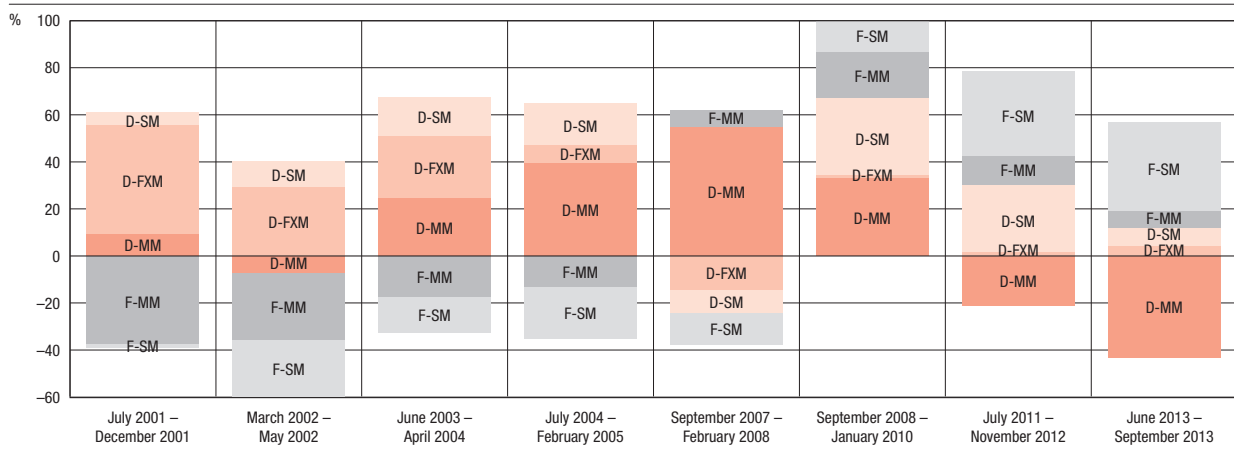 %
100
80
60
40
20
0
–20
–40
–60
D-SM
D-FXM
D-MM
F-MM
F-SM
D-SM
D-FXM
D-MM
F-MM
F-SM
D-SM
D-FXM
D-MM
F-MM
F-SM
D-SM
D-FXM
D-MM
F-MM
F-SM
F-MM
D-MM
D-FXM
D-SM
F-SM
F-SM
F-MM
D-SM
D-FXM
D-MM
F-SM
F-MM
D-SM
D-FXM
D-MM
F-SM
F-MM
D-SM
D-FXM
D-MM
July 2001 –
December 2001
March 2002 –
May 2002
June 2003 –
April 2004
July 2004 –
February 2005
September 2007 –
February 2008
September 2008 –
January 2010
July 2011 –
November 2012
June 2013 –
September 2013